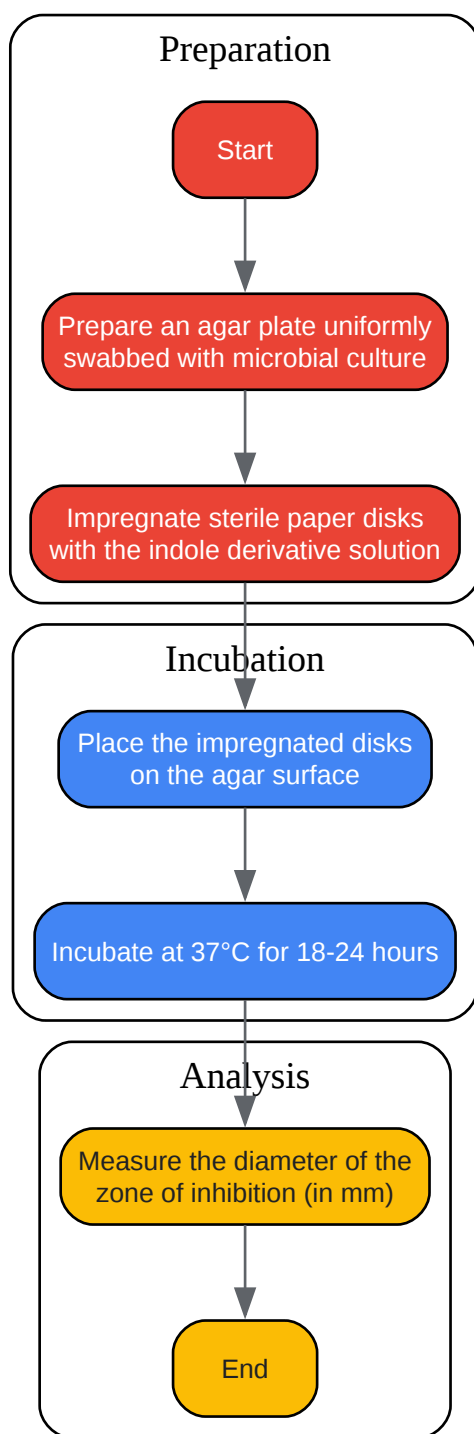 Preparation
Start
Prepare an agar plate uniformly
swabbed with microbial culture
Impregnate sterile paper disks
with the indole derivative solution
Incubation
Place the impregnated disks
on the agar surface
Incubate at 37°C for 18-24 hours
Analysis
Measure the diameter of the
zone of inhibition (in mm)
End